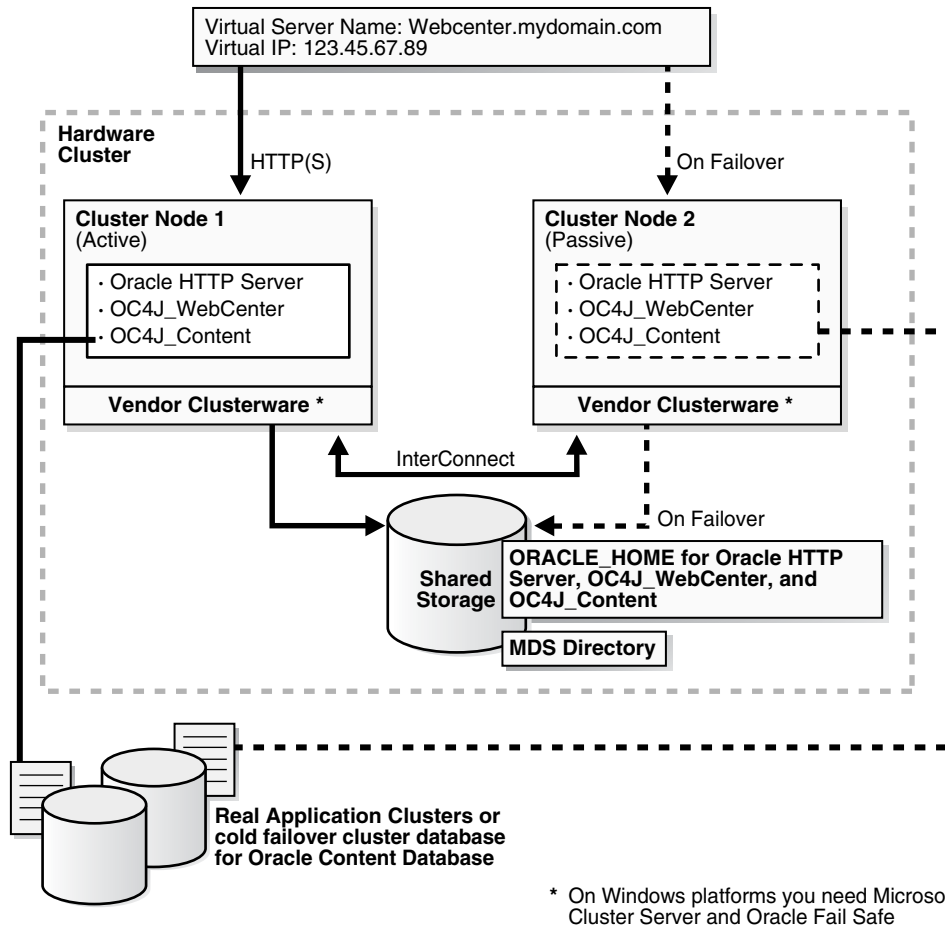 Virtual Server Name: Webcenter.mydomain.com
Virtual IP: 123.45.67.89
Hardware
Cluster
HTTP(S)
On Failover
Cluster Node 1
(Active)
· Oracle HTTP Server
· OC4J_WebCenter
· OC4J_Content
Vendor Clusterware *
Cluster Node 2
(Passive)
· Oracle HTTP Server
· OC4J_WebCenter
· OC4J_Content
Vendor Clusterware *
InterConnect
On Failover
Shared
Storage
ORACLE_HOME for Oracle HTTP
Server, OC4J_WebCenter, and
OC4J_Content
MDS Directory
Real Application Clusters or
cold failover cluster database
for Oracle Content Database
* On Windows platforms you need Microso
Cluster Server and Oracle Fail Safe